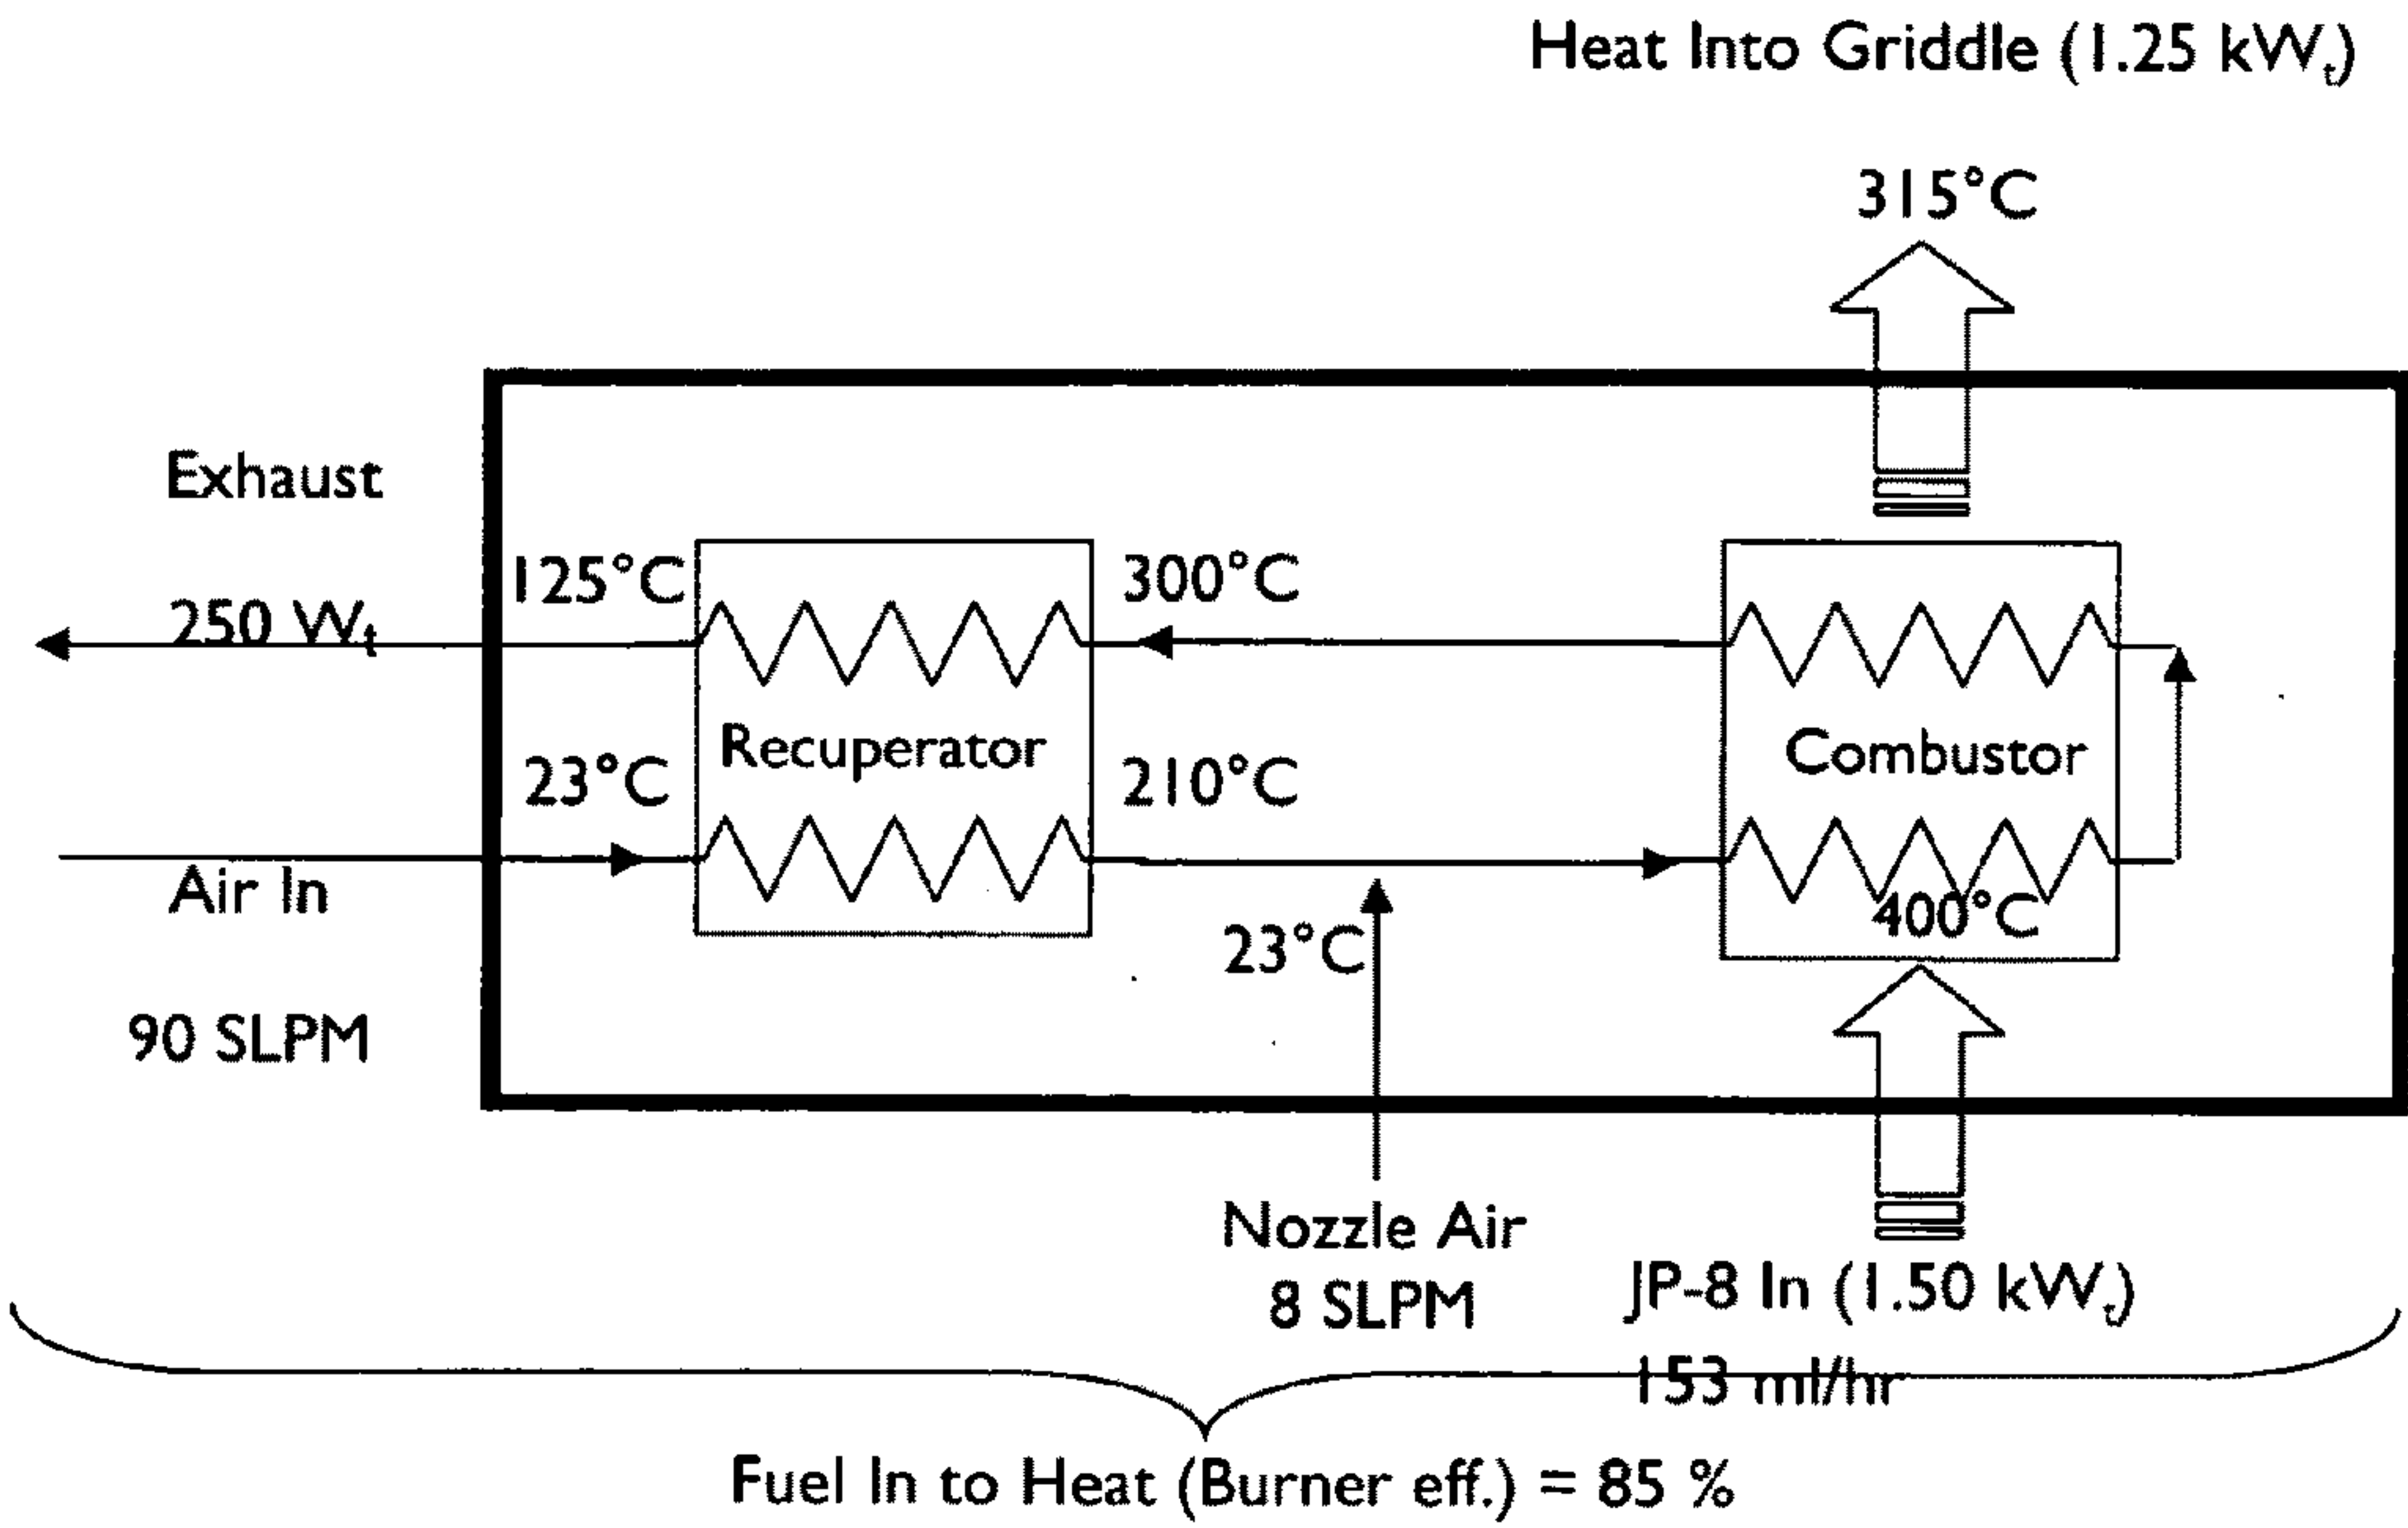 Heat Into Griddle (1.25 kWt)
315°C
Exhaust
125°C
300°C
250 Wt
Recuperator
Combustor
23°C
210°C
Air In
400°C
23°C
90 SLPM
Nozzle Air
8 SLPM
JP-8 In (1.50 kWt)
153 ml/hr
Fuel In to Heat (Burner eff.) = 85 %